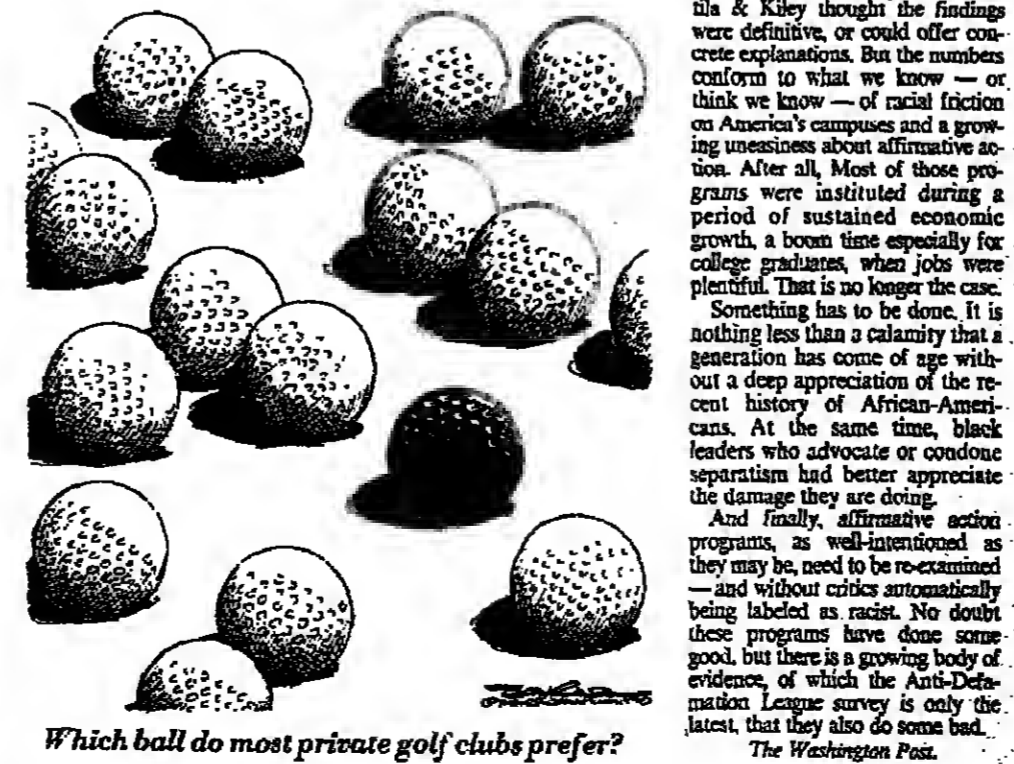 Which ball do most private golf clubs prefer?
tila & Kiley thought the findings
were definitive, or could offer con-
crete explanations. But the numbers
conform to what we know — or
think we know — of racial friction
on America's campuses and a grow-
ing uneasiness about affirmative ac-
tion. After all, Most of those pro-
grams were instituted during a
period of sustained economic
growth, a boom time especially for
college graduates, when jobs were
plentiful. That is no longer the case.
Something has to be done. It is
nothing less than a calamity that a
generation has come of age with-
out a deep appreciation of the re-
cent history of African-Ameri-
cans. At the same time, black
leaders who advocate or condone
separatism had better appreciate
the damage they are doing.
And finally, affirmative action
programs, as well-intentioned as
they may be, need to be re-examined
— and without critics automatically
being labeled as racist. No doubt
these programs have done some
good, but there is a growing body of
evidence, of which the Anti-Defa-
mation League survey is only the
latest, that they also do some bad.
The Washington Post.